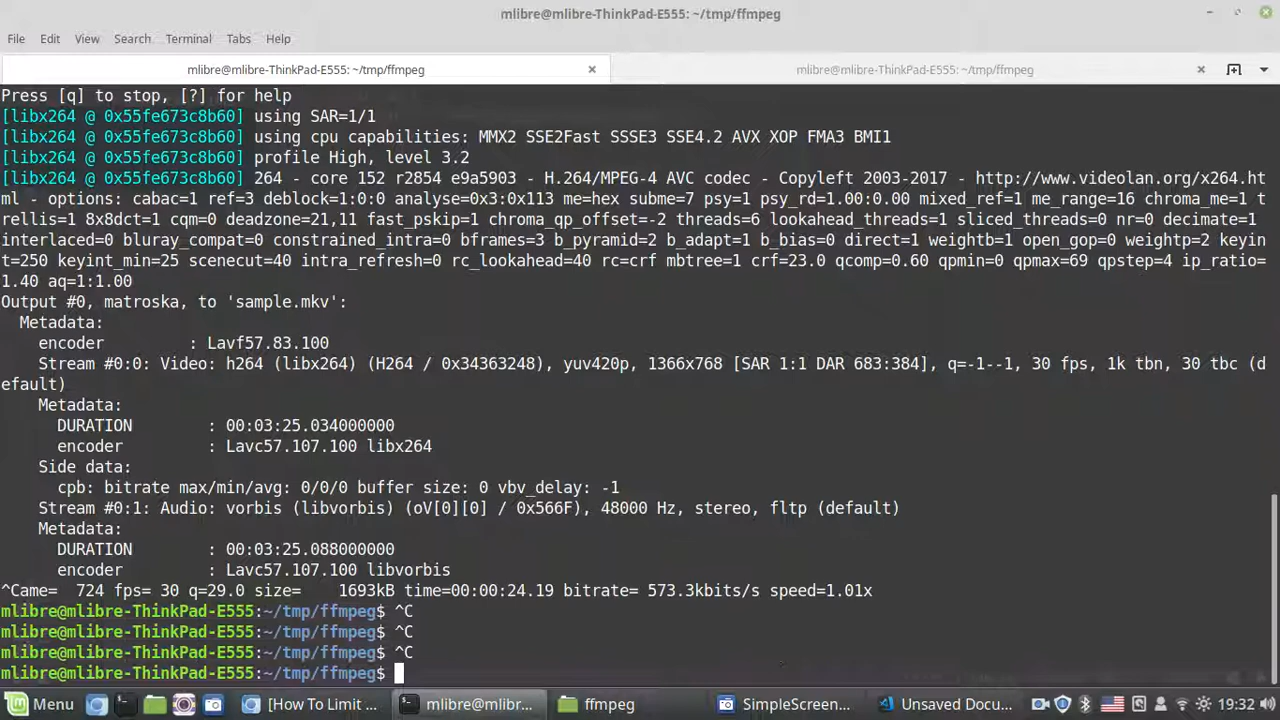 mlibre@mlibre-ThinkPad-E555: ~/tmp/ffmpeg
File Edit View Search Terminal Tabs Help
mlibre@mlibre-ThinkPad-E555: ~/tmp/ffmpeg × mlibre@mlibre-ThinkPad-E555: ~/tmp/ffmpeg ×
Press [q] to stop, [?] for help
[libx264 @ 0x55fe673c8b60] using SAR=1/1
[libx264 @ 0x55fe673c8b60] using cpu capabilities: MMX2 SSE2Fast SSSE3 SSE4.2 AVX XOP FMA3 BMI1
[libx264 @ 0x55fe673c8b60] profile High, level 3.2
[libx264 @ 0x55fe673c8b60] 264 - core 152 r2854 e9a5903 - H.264/MPEG-4 AVC codec - Copyleft 2003-2017 - http://www.videolan.org/x264.ht
ml - options: cabac=1 ref=3 deblock=1:0:0 analyse=0x3:0x113 me=hex subme=7 psy=1 psy_rd=1.00:0.00 mixed_ref=1 me_range=16 chroma_me=1 t
rellis=1 8x8dct=1 cqm=0 deadzone=21,11 fast_pskip=1 chroma_qp_offset=-2 threads=6 lookahead_threads=1 sliced_threads=0 nr=0 decimate=1 
interlaced=0 bluray_compat=0 constrained_intra=0 bframes=3 b_pyramid=2 b_adapt=1 b_bias=0 direct=1 weightb=1 open_gop=0 weightp=2 keyin
t=250 keyint_min=25 scenecut=40 intra_refresh=0 rc_lookahead=40 rc=crf mbtree=1 crf=23.0 qcomp=0.60 qpmin=0 qpmax=69 qpstep=4 ip_ratio=
1.40 aq=1:1.00
Output #0, matroska, to 'sample.mkv':
Metadata:
encoder : Lavf57.83.100
Stream #0:0: Video: h264 (libx264) (H264 / 0x34363248), yuv420p, 1366x768 [SAR 1:1 DAR 683:384], q=-1--1, 30 fps, 1k tbn, 30 tbc (d
efault)
Metadata:
DURATION : 00:03:25.034000000
encoder : Lavc57.107.100 libx264
Side data:
cpb: bitrate max/min/avg: 0/0/0 buffer size: 0 vbv_delay: -1
Stream #0:1: Audio: vorbis (libvorbis) (oV[0][0] / 0x566F), 48000 Hz, stereo, fltp (default)
Metadata:
DURATION : 00:03:25.088000000
encoder : Lavc57.107.100 libvorbis
^Came= 724 fps= 30 q=29.0 size= 1693kB time=00:00:24.19 bitrate= 573.3kbits/s speed=1.01x
mlibre@mlibre-ThinkPad-E555:~/tmp/ffmpeg$ ^C
mlibre@mlibre-ThinkPad-E555:~/tmp/ffmpeg$ ^C
mlibre@mlibre-ThinkPad-E555:~/tmp/ffmpeg$ ^C
mlibre@mlibre-ThinkPad-E555:~/tmp/ffmpeg$
Menu [How To Limit ... mlibre@mlibr... ffmpeg SimpleScreen... Unsaved Docu... 19:32